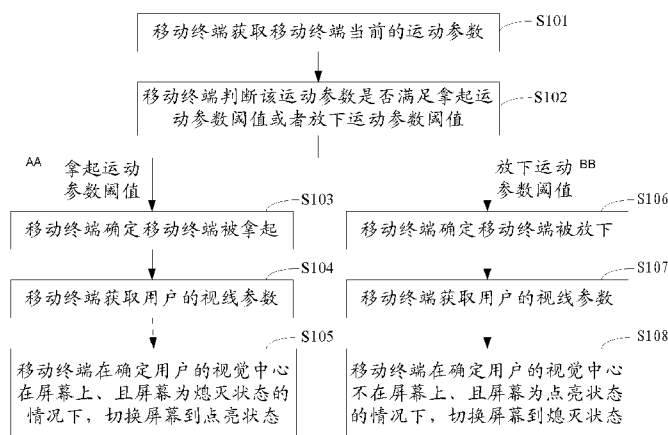 移动终端获取移动终端当前的运动参数
S101
移动终端判断该运动参数是否满足拿起运
动参数阈值或者放下运动参数阈值
S102
AA
拿起运动
参数阈值
放下运动
参数阈值
BB
S103
移动终端确定移动终端被拿起
S106
移动终端确定移动终端被放下
S104
移动终端获取用户的视线参数
S107
移动终端获取用户的视线参数
S105
移动终端在确定用户的视觉中心
在屏幕上、且屏幕为熄灭状态的
情况下，切换屏幕到点亮状态
S108
移动终端在确定用户的视觉中心
不在屏幕上、且屏幕为点亮状态
的情况下，切换屏幕到熄灭状态